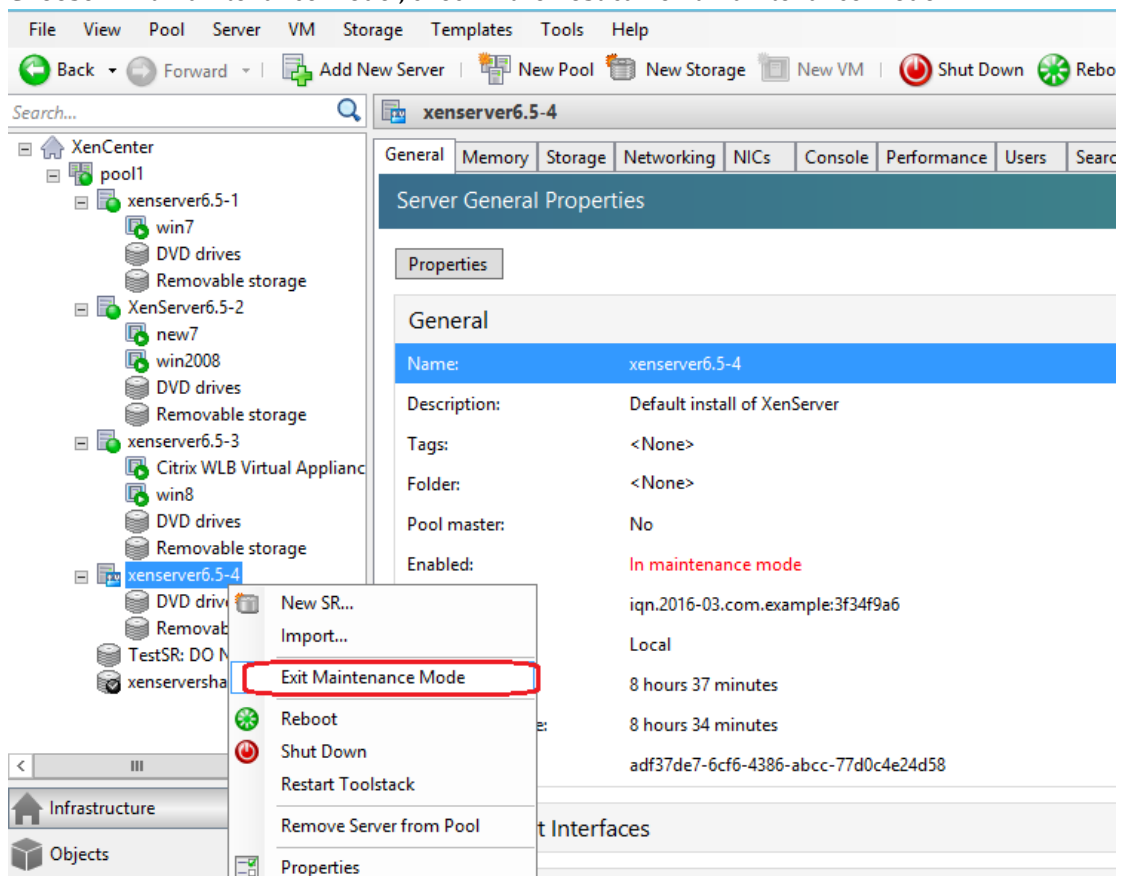 File View Pool Server VM Storage Templates Tools Help
Back Forward Add New Server New Pool New Storage New VM Shut Down Rebo
Search...
xenserver6.5-4
XenCenter
pool1
xenserver6.5-1
win7
DVD drives
Removable storage
XenServer6.5-2
new7
win2008
DVD drives
Removable storage
xenserver6.5-3
Citrix WLB Virtual Applianc
win8
DVD drives
Removable storage
xenserver6.5-4
DVD driv
Removab
TestSR: DO N
xenserversha
General Memory Storage Networking NICs Console Performance Users Searc
Server General Properties
Properties
General
Name: xenserver6.5-4
Description: Default install of XenServer
Tags: <None>
Folder: <None>
Pool master: No
Enabled: In maintenance mode
iqn.2016-03.com.example:3f34f9a6
Local
8 hours 37 minutes
e: 8 hours 34 minutes
adf37de7-6cf6-4386-abcc-77d0c4e24d58
t Interfaces
New SR...
Import...
Exit Maintenance Mode
Reboot
Shut Down
Restart Toolstack
Remove Server from Pool
Properties
Infrastructure
Objects